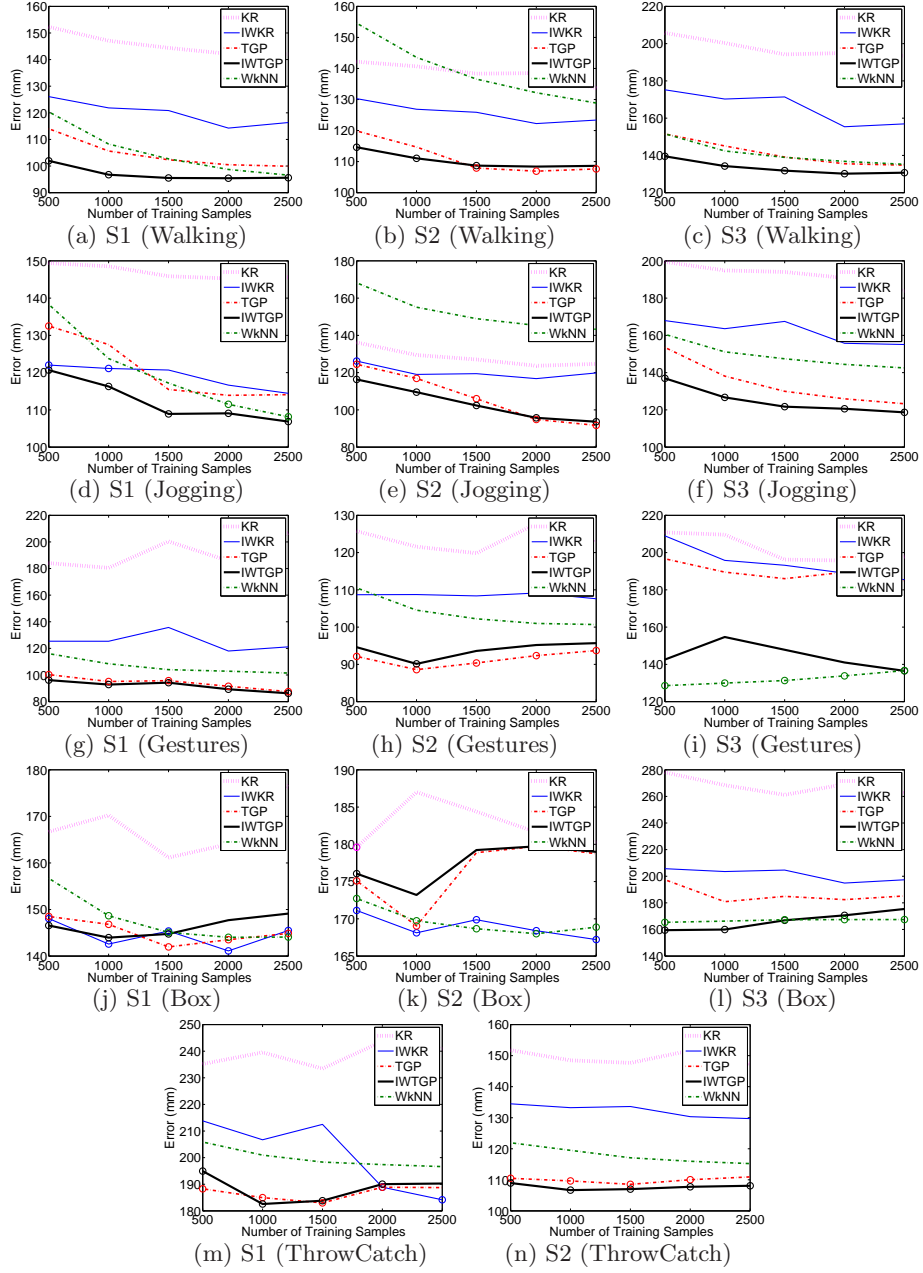 160
150
140
130
120
110
100
90
500 1000 1500 2000 2500
Error (mm)
Number of Training Samples
KR
IWKR
TGP
IWTGP
WkNN
(a) S1 (Walking)
160
150
140
130
120
110
100
500 1000 1500 2000 2500
Error (mm)
Number of Training Samples
KR
IWKR
TGP
IWTGP
WkNN
(b) S2 (Walking)
220
200
180
160
140
120
500 1000 1500 2000 2500
Error (mm)
Number of Training Samples
KR
IWKR
TGP
IWTGP
WkNN
(c) S3 (Walking)
150
140
130
120
110
100
500 1000 1500 2000 2500
Error (mm)
Number of Training Samples
KR
IWKR
TGP
IWTGP
WkNN
(d) S1 (Jogging)
180
160
140
120
100
80
500 1000 1500 2000 2500
Error (mm)
Number of Training Samples
KR
IWKR
TGP
IWTGP
WkNN
(e) S2 (Jogging)
200
180
160
140
120
100
500 1000 1500 2000 2500
Error (mm)
Number of Training Samples
KR
IWKR
TGP
IWTGP
WkNN
(f) S3 (Jogging)
220
200
180
160
140
120
100
80
500 1000 1500 2000 2500
Error (mm)
Number of Training Samples
KR
IWKR
TGP
IWTGP
WkNN
(g) S1 (Gestures)
130
120
110
100
90
80
500 1000 1500 2000 2500
Error (mm)
Number of Training Samples
KR
IWKR
TGP
IWTGP
WkNN
(h) S2 (Gestures)
220
200
180
160
140
120
500 1000 1500 2000 2500
Error (mm)
Number of Training Samples
KR
IWKR
TGP
IWTGP
WkNN
(i) S3 (Gestures)
180
170
160
150
140
500 1000 1500 2000 2500
Error (mm)
Number of Training Samples
KR
IWKR
TGP
IWTGP
WkNN
(j) S1 (Box)
190
185
180
175
170
165
500 1000 1500 2000 2500
Error (mm)
Number of Training Samples
KR
IWKR
TGP
IWTGP
WkNN
(k) S2 (Box)
280
260
240
220
200
180
160
140
500 1000 1500 2000 2500
Error (mm)
Number of Training Samples
KR
IWKR
TGP
IWTGP
WkNN
(l) S3 (Box)
250
240
230
220
210
200
190
180
500 1000 1500 2000 2500
Error (mm)
Number of Training Samples
KR
IWKR
TGP
IWTGP
WkNN
(m) S1 (ThrowCatch)
160
150
140
130
120
110
100
500 1000 1500 2000 2500
Error (mm)
Number of Training Samples
KR
IWKR
TGP
IWTGP
WkNN
(n) S2 (ThrowCatch)